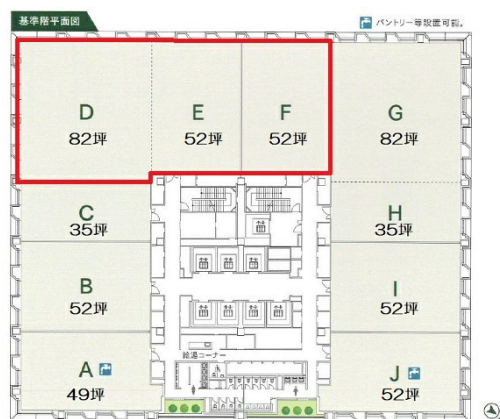 基準階平面図
パントリー等設置可能。
D
82坪
E
52坪
F
52坪
G
82坪
C
35坪
H
35坪
B
52坪
I
52坪
給湯コーナー
A
49坪
J
52坪